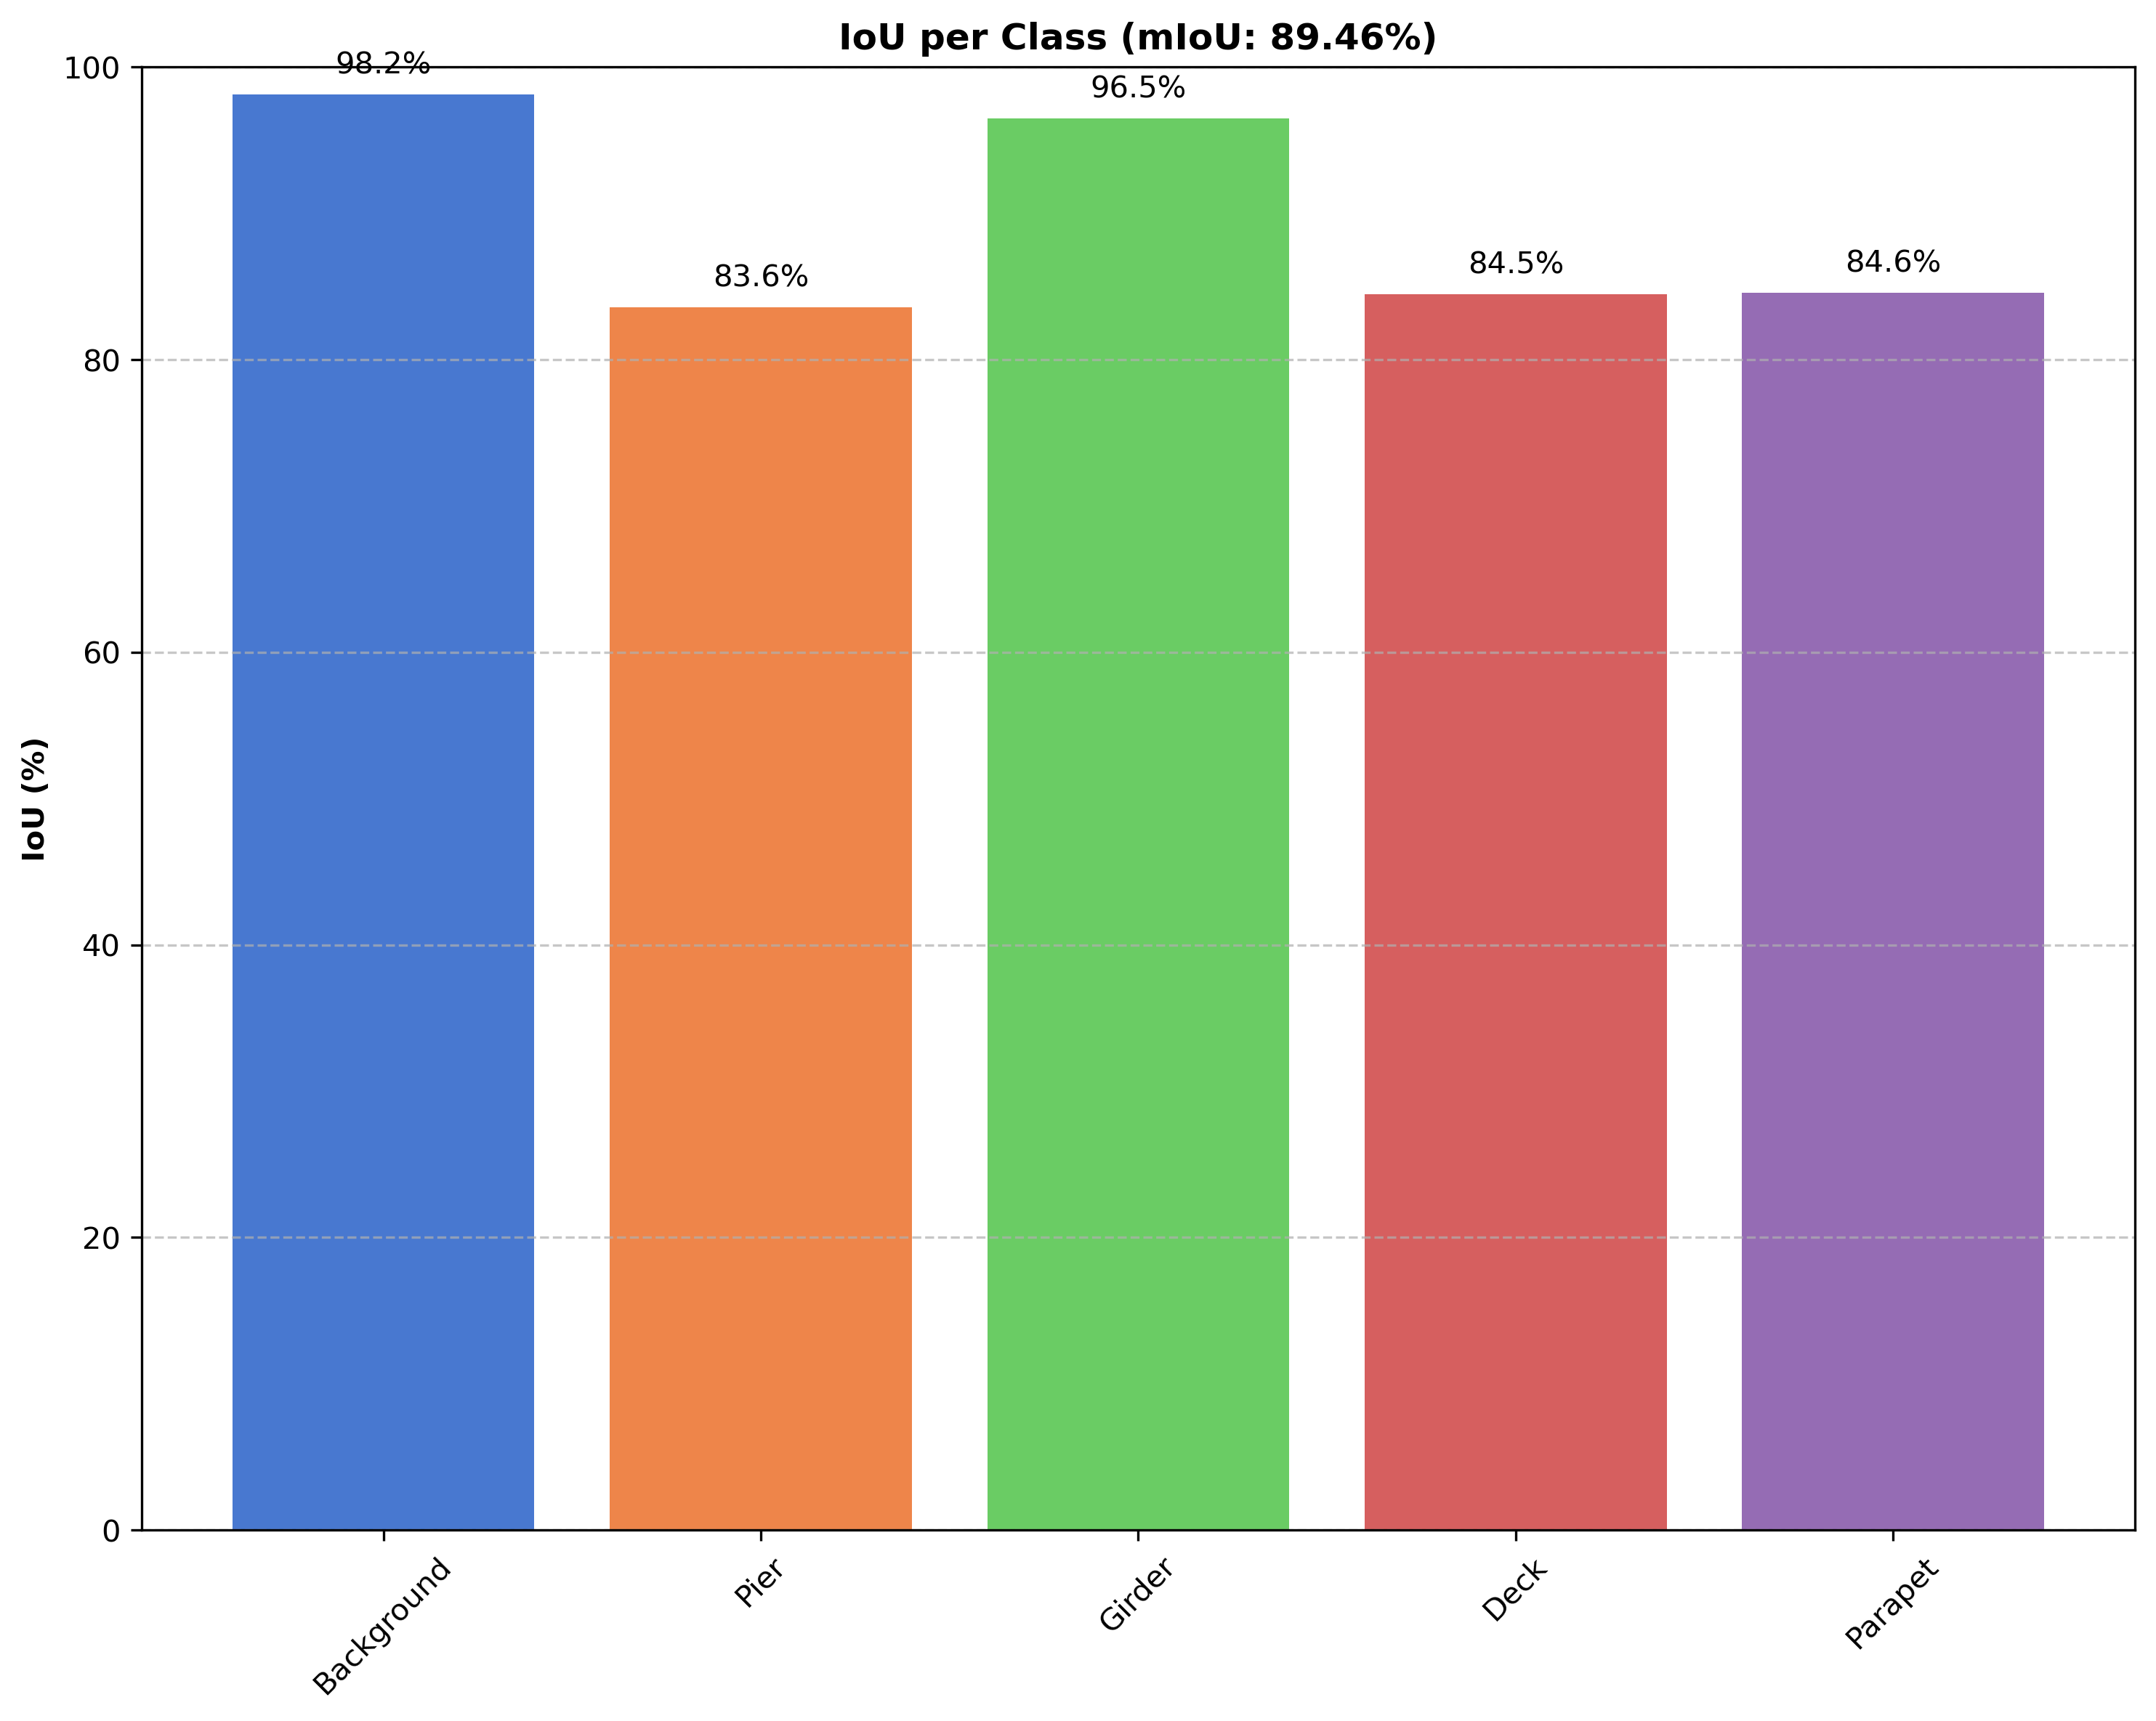 IoU per Class (mIoU: 89.46%)
98.2%
96.5%
83.6%
84.5%
84.6%
100
80
60
40
20
0
IoU (%)
Background
Pier
Girder
Deck
Parapet